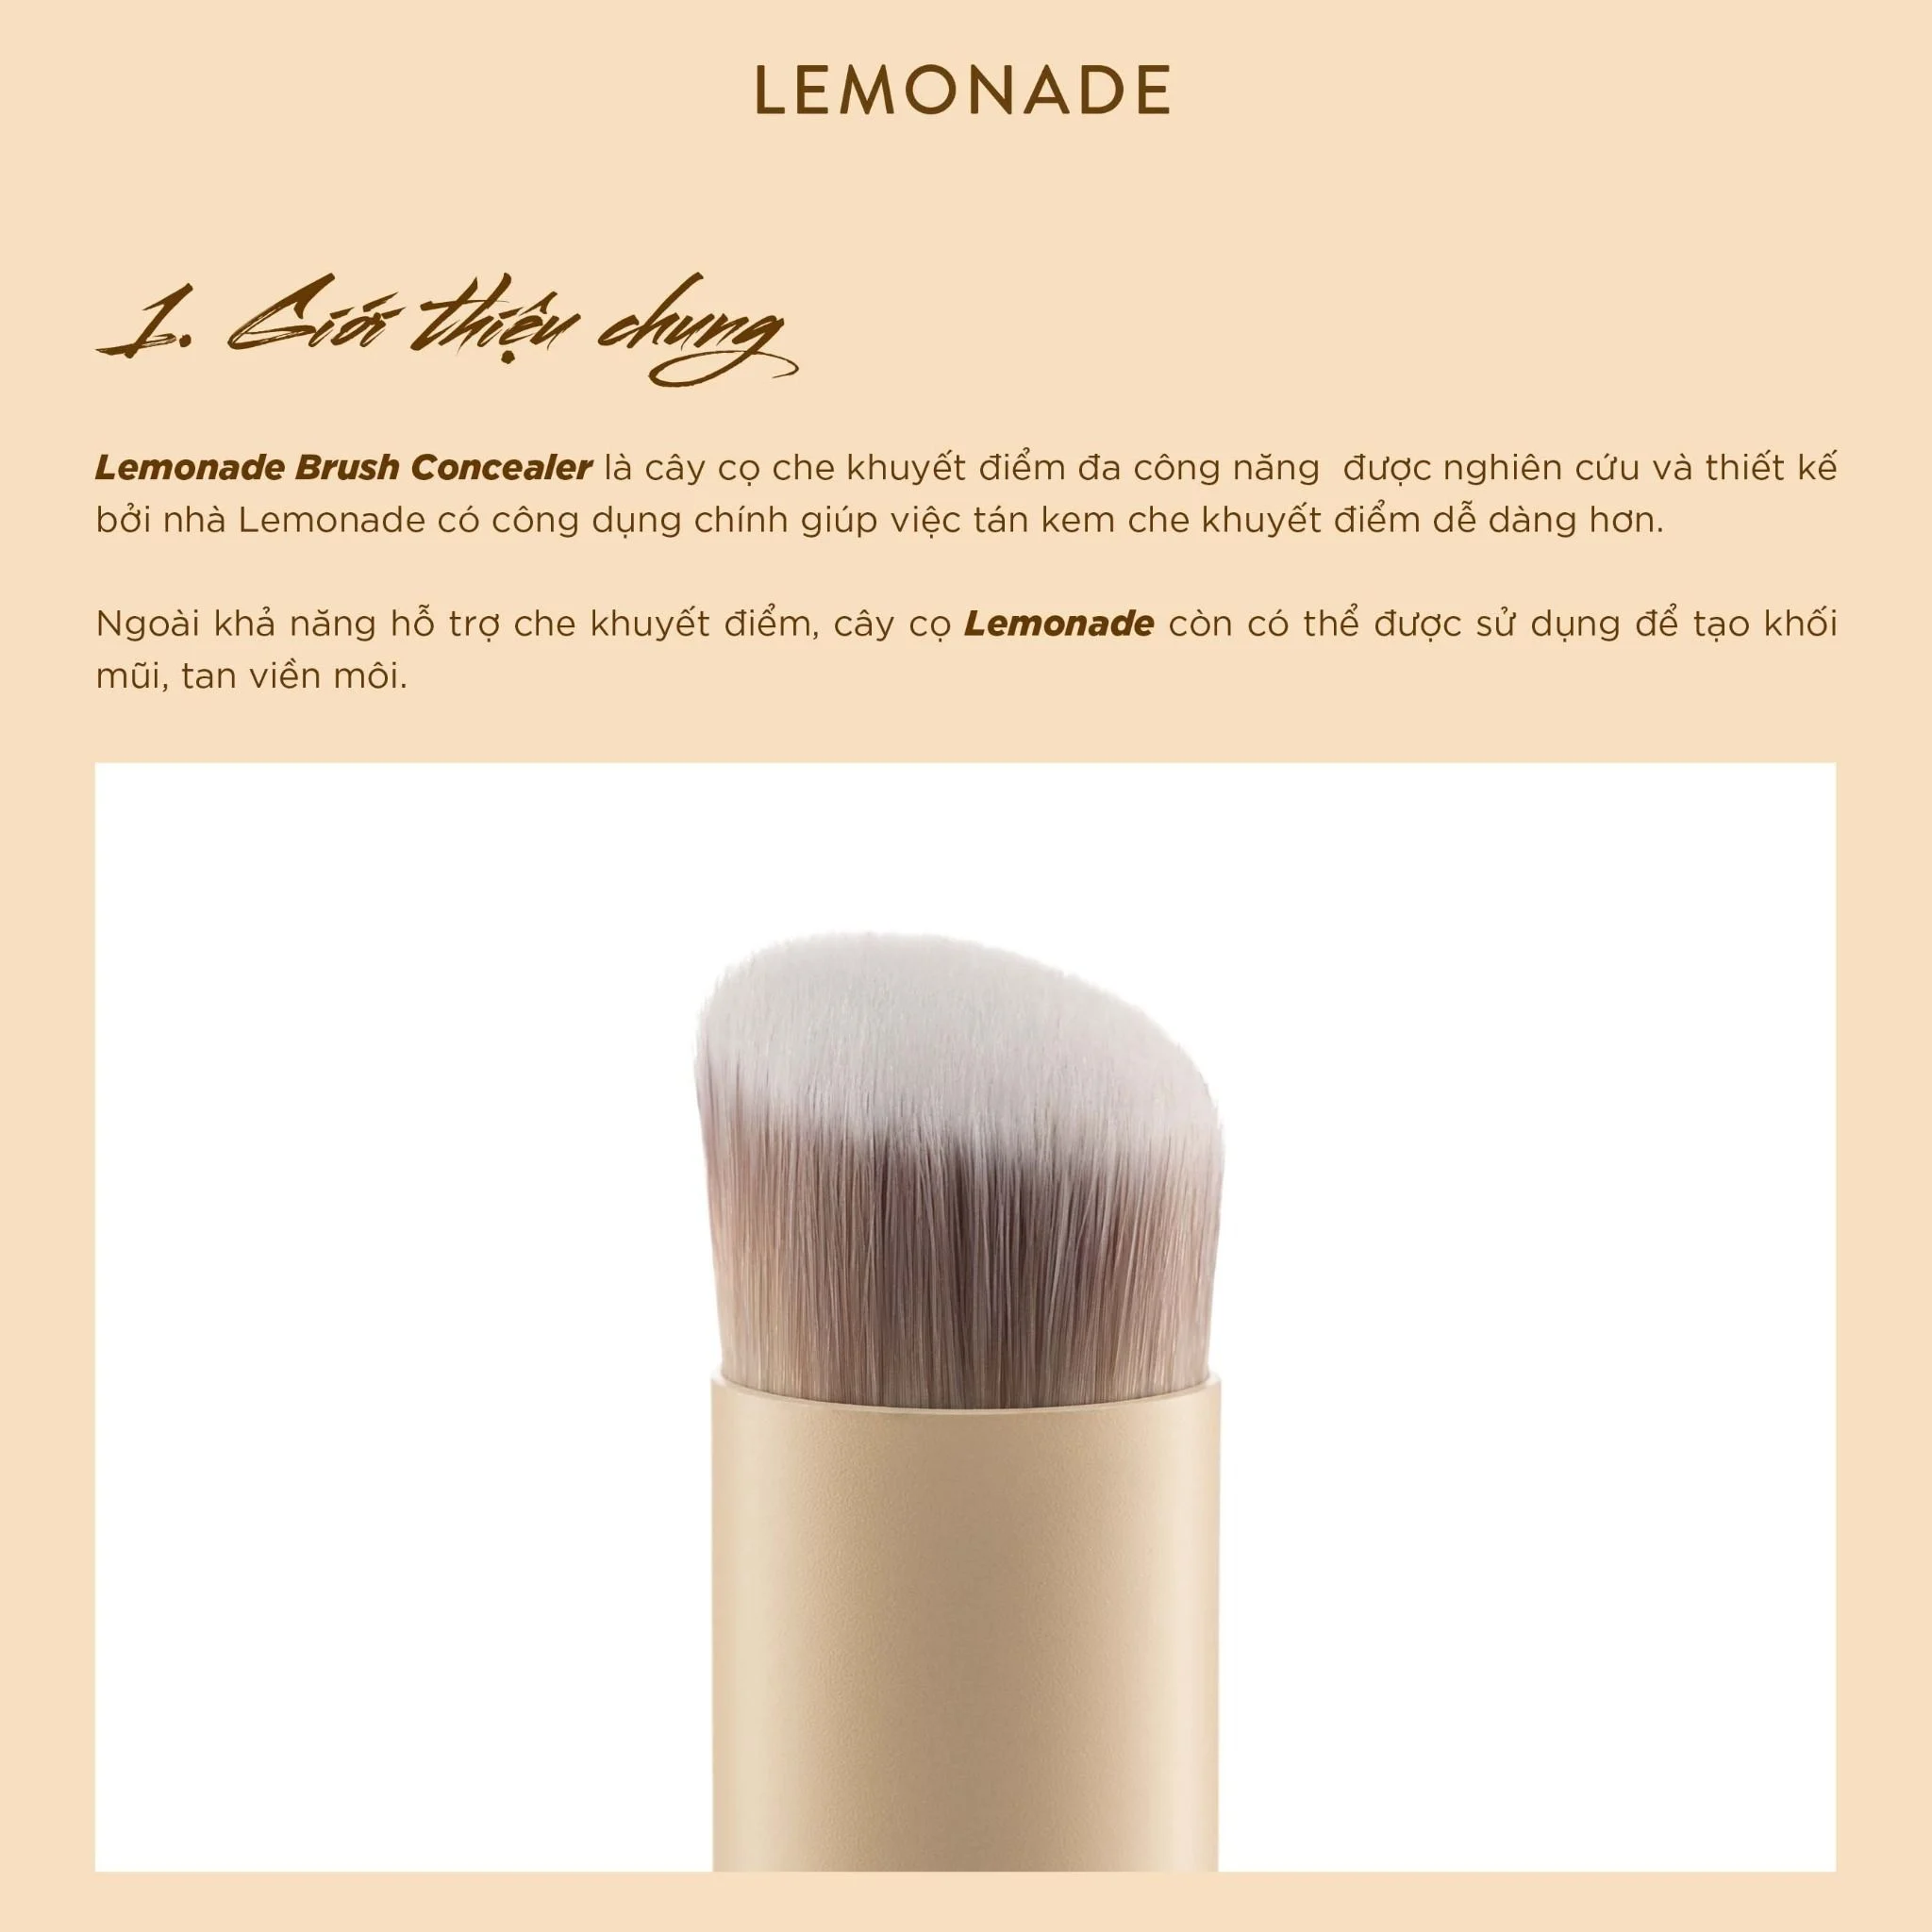 LEMONADE
1. Giới thiệu chung
Lemonade Brush Concealer là cây cọ che khuyết điểm đa công năng được nghiên cứu và thiết kế
bởi nhà Lemonade có công dụng chính giúp việc tán kem che khuyết điểm dễ dàng hơn.
Ngoài khả năng hỗ trợ che khuyết điểm, cây cọ Lemonade còn có thể được sử dụng để tạo khối
mũi, tan viền môi.